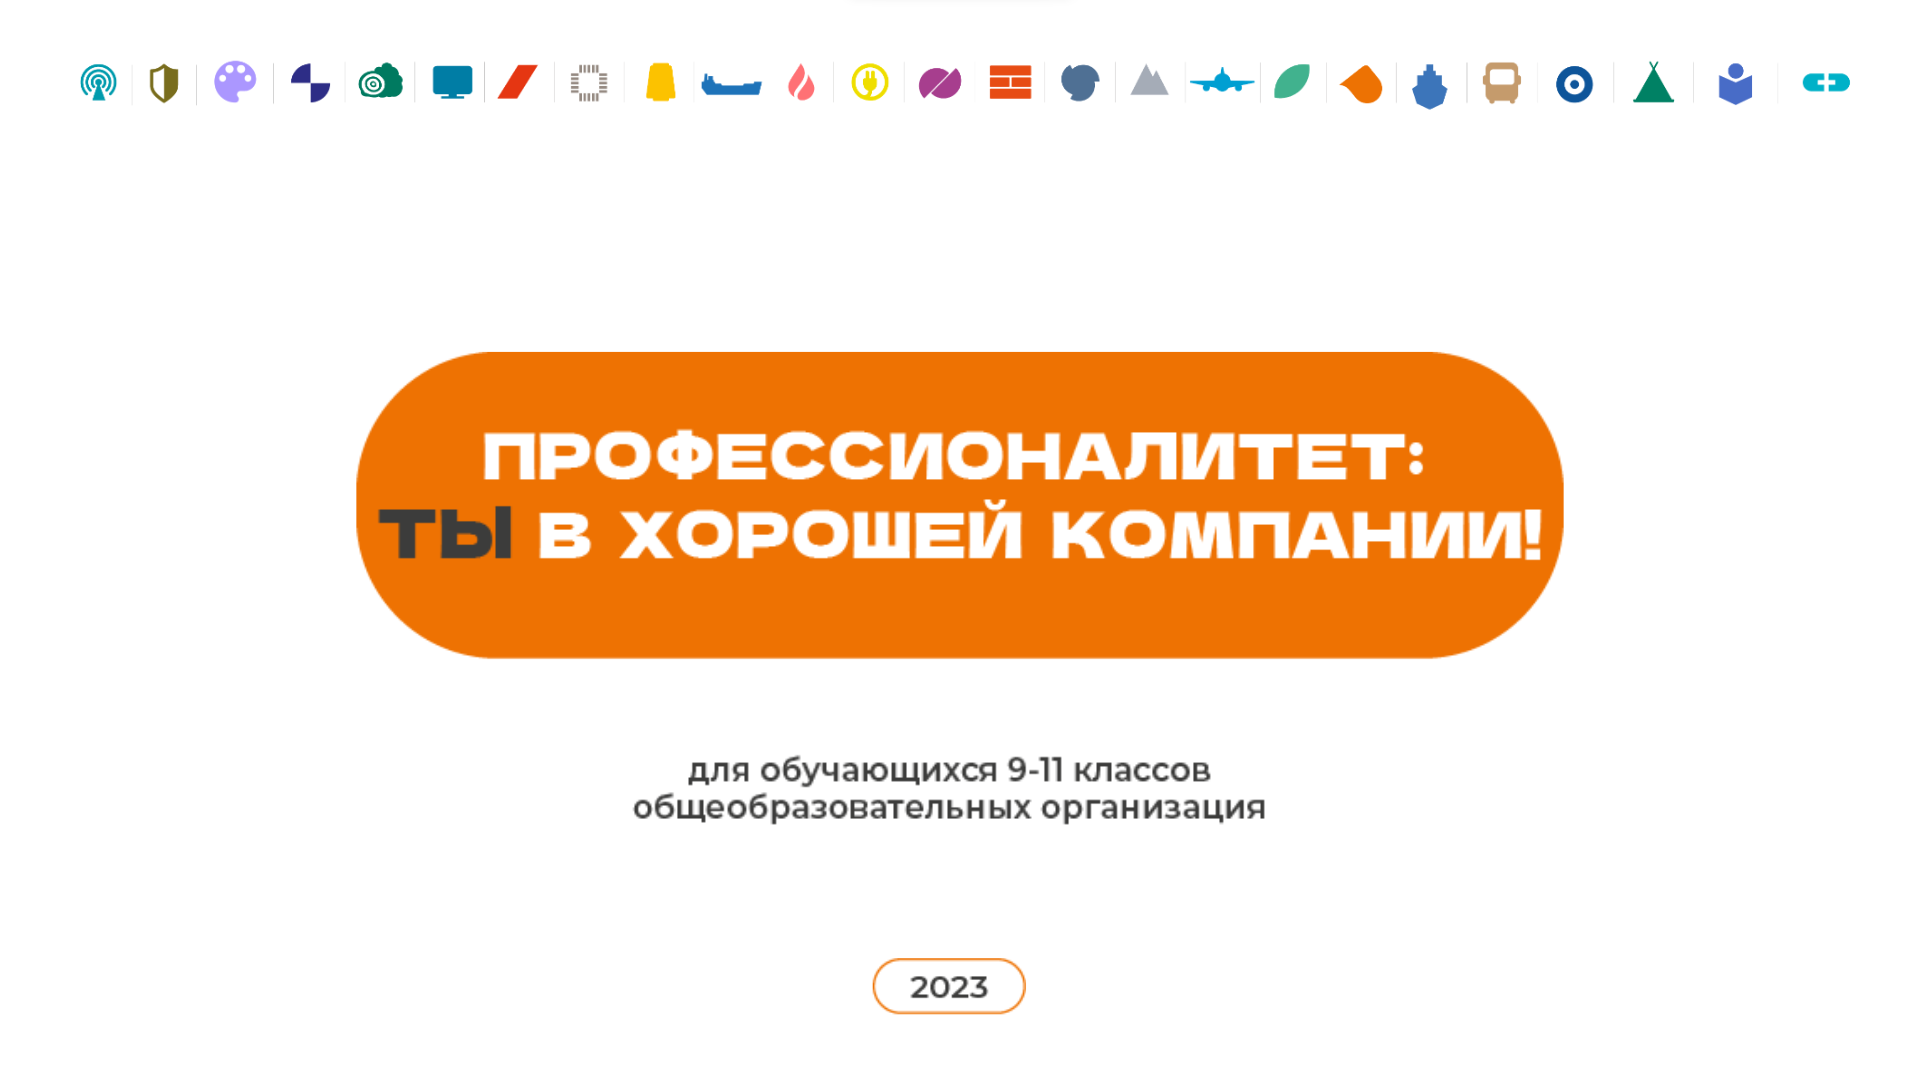 ПРОФЕССИОНАЛИТЕТ:
ТЫ В ХОРОШЕЙ КОМПАНИИ!
для обучающихся 9-11 классов
общеобразовательных организация
2023